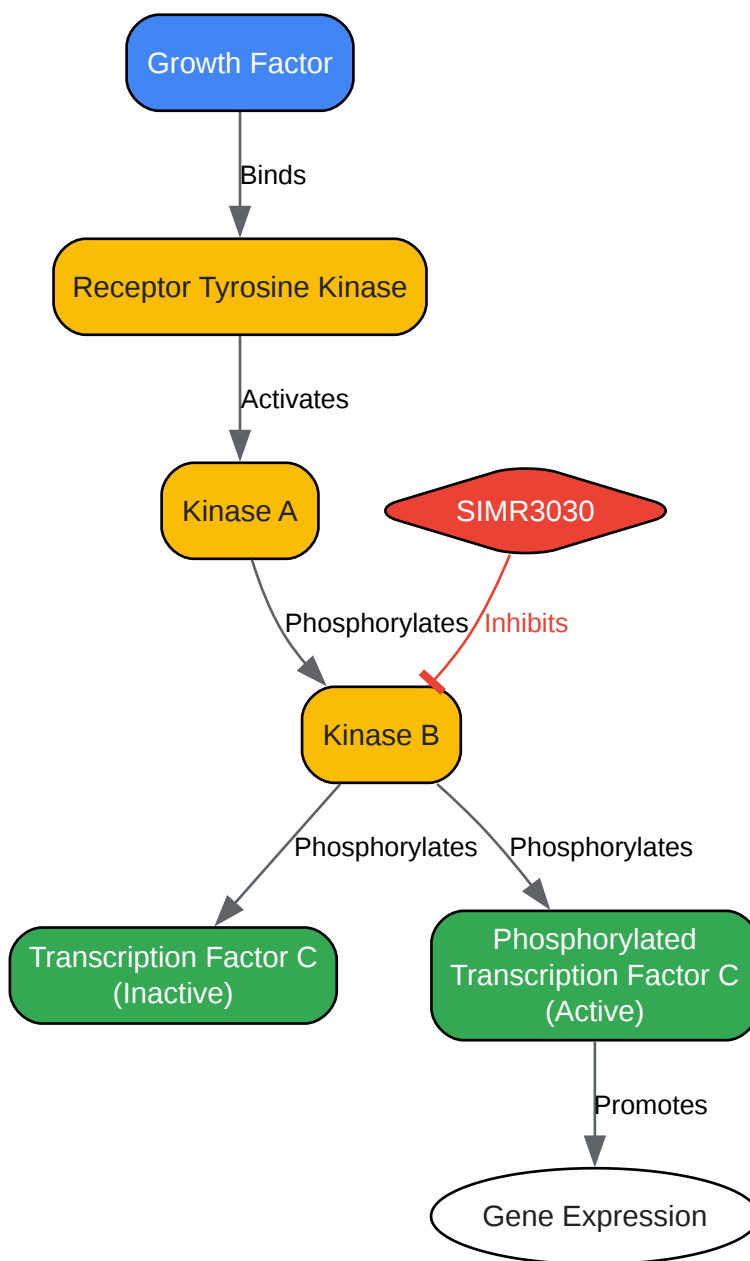 Growth Factor
Binds
Receptor Tyrosine Kinase
Activates
Kinase A
SIMR3030
Phosphorylates
Inhibits
Kinase B
Phosphorylates
Phosphorylates
Transcription Factor C
(Inactive)
Phosphorylated
Transcription Factor C
(Active)
Promotes
Gene Expression